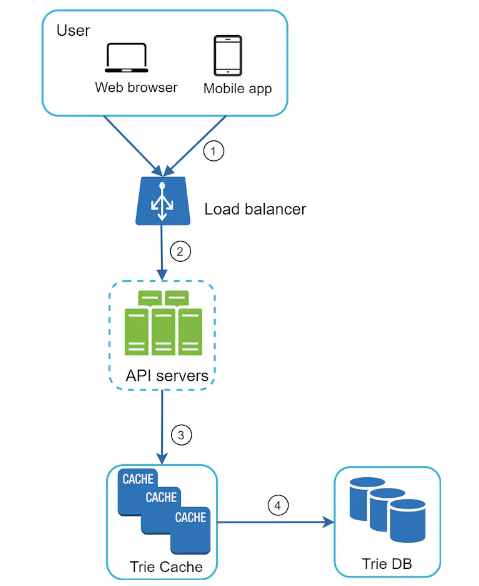 User
Web browser
Mobile app
1
Load balancer
2
API servers
3
CACHE
CACHE
CACHE
4
Trie Cache
Trie DB